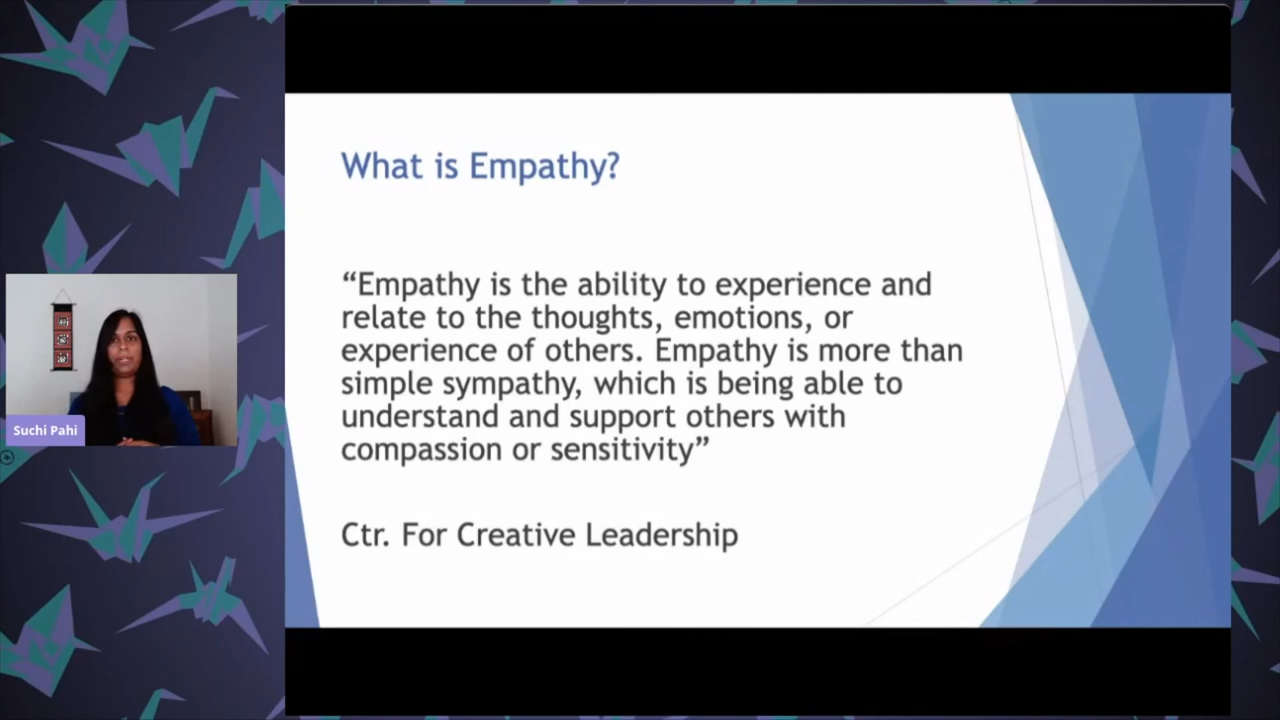 What is Empathy?
“Empathy is the ability to experience and
relate to the thoughts, emotions, or
experience of others. Empathy is more than
simple sympathy, which is being able to
understand and support others with
compassion or sensitivity”
Ctr. For Creative Leadership
Suchi Pahi